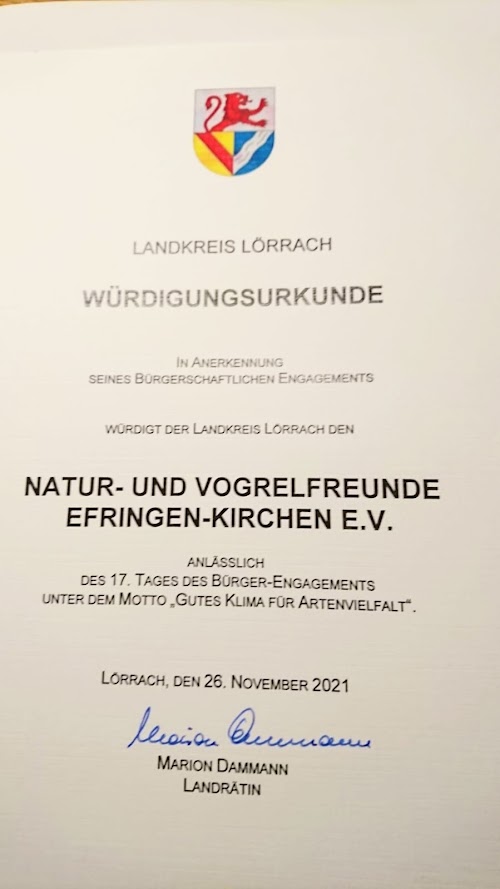 LANDKREIS LÖRRACH
WÜRDIGUNGSURKUNDE
IN ANERKENNUNG
SEINES BÜRGERSCHAFTLICHEN ENGAGEMENTS
WÜRDIGT DER LANDKREIS LÖRRACH DEN
NATUR- UND VOGRELFREUNDE
EFRINGEN-KIRCHEN E.V.
ANLÄSSLICH
DES 17. TAGES DES BÜRGER-ENGAGEMENTS
UNTER DEM MOTTO „GUTES KLIMA FÜR ARTENVIELFALT“.
LÖRRACH, DEN 26. NOVEMBER 2021
Marion Dammann
MARION DAMMANN
LANDRÄTIN